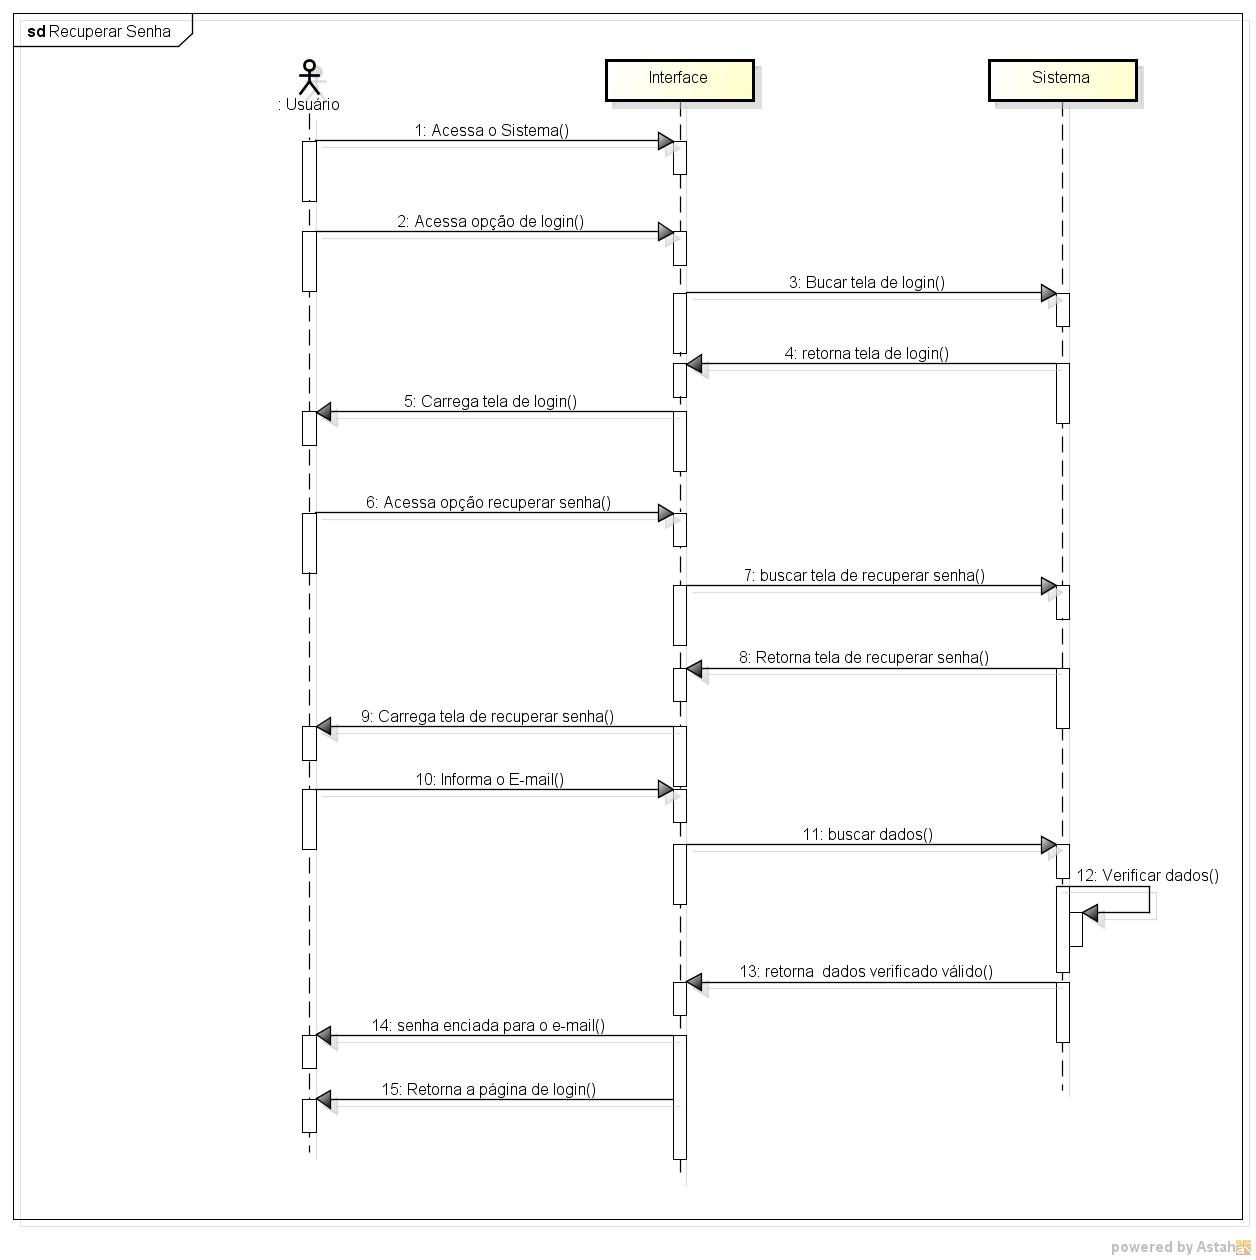 sd Recuperar Senha
: Usuário
Interface
Sistema
1: Acessa o Sistema()
2: Acessa opção de login()
3: Bucar tela de login()
4: retorna tela de login()
5: Carrega tela de login()
6: Acessa opção recuperar senha()
7: buscar tela de recuperar senha()
8: Retorna tela de recuperar senha()
9: Carrega tela de recuperar senha()
10: Informa o E-mail()
11: buscar dados()
12: Verificar dados()
13: retorna  dados verificado válido()
14: senha enciada para o e-mail()
15: Retorna a página de login()
powered by Astah